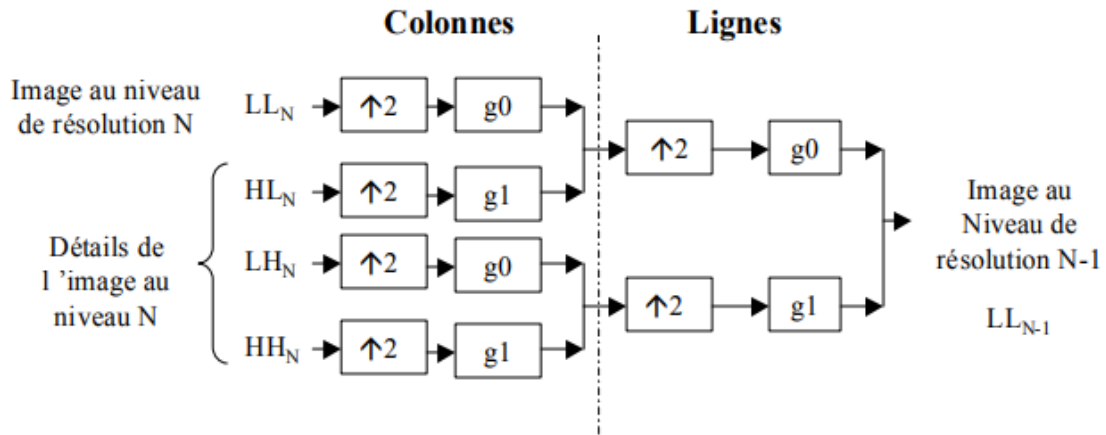 Colonnes
Lignes
Image au niveau
de résolution N
LL_N
↑2
g0
HL_N
↑2
g1
↑2
g0
Détails de
l ’image au
niveau N
LH_N
↑2
g0
HH_N
↑2
g1
↑2
g1
Image au
Niveau de
résolution N-1
LL_N-1